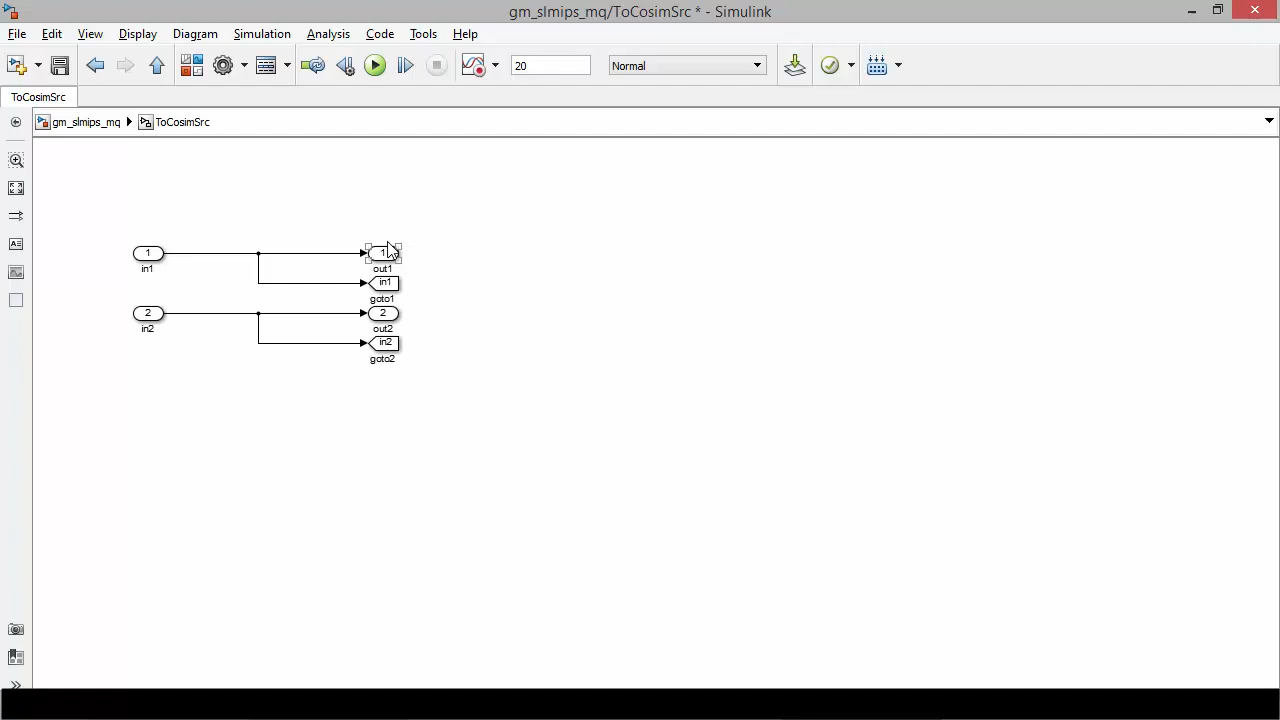 gm_slmips_mq/ToCosimSrc * - Simulink
File Edit View Display Diagram Simulation Analysis Code Tools Help
20 Normal
ToCosimSrc
gm_slmips_mq ToCosimSrc
1 1
in1 out1
in1
goto1
2 2
in2 out2
in2
goto2